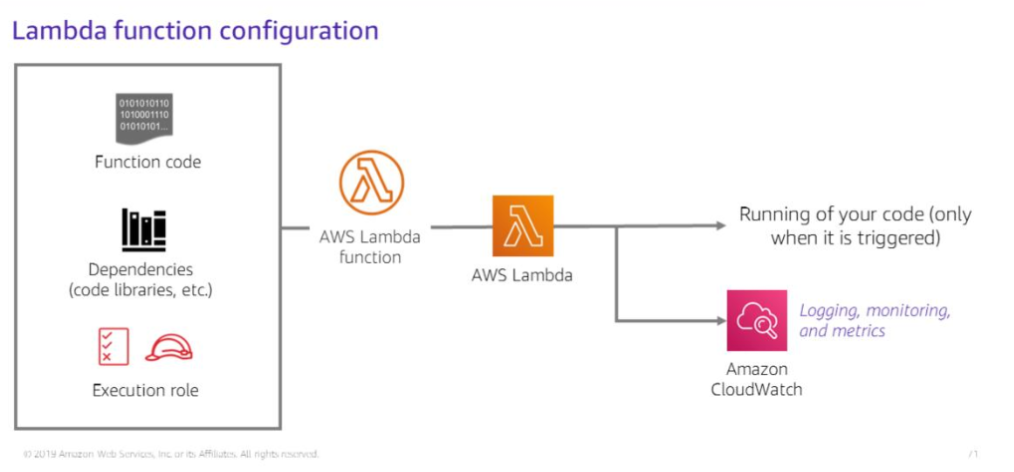 Lambda function configuration
0101010110
1010001110
01010101...
Function code
Dependencies
(code libraries, etc.)
Execution role
AWS Lambda
function
AWS Lambda
Running of your code (only
when it is triggered)
Logging, monitoring,
and metrics
Amazon
CloudWatch
© 2019 Amazon Web Services, Inc. or its Affiliates. All rights reserved.